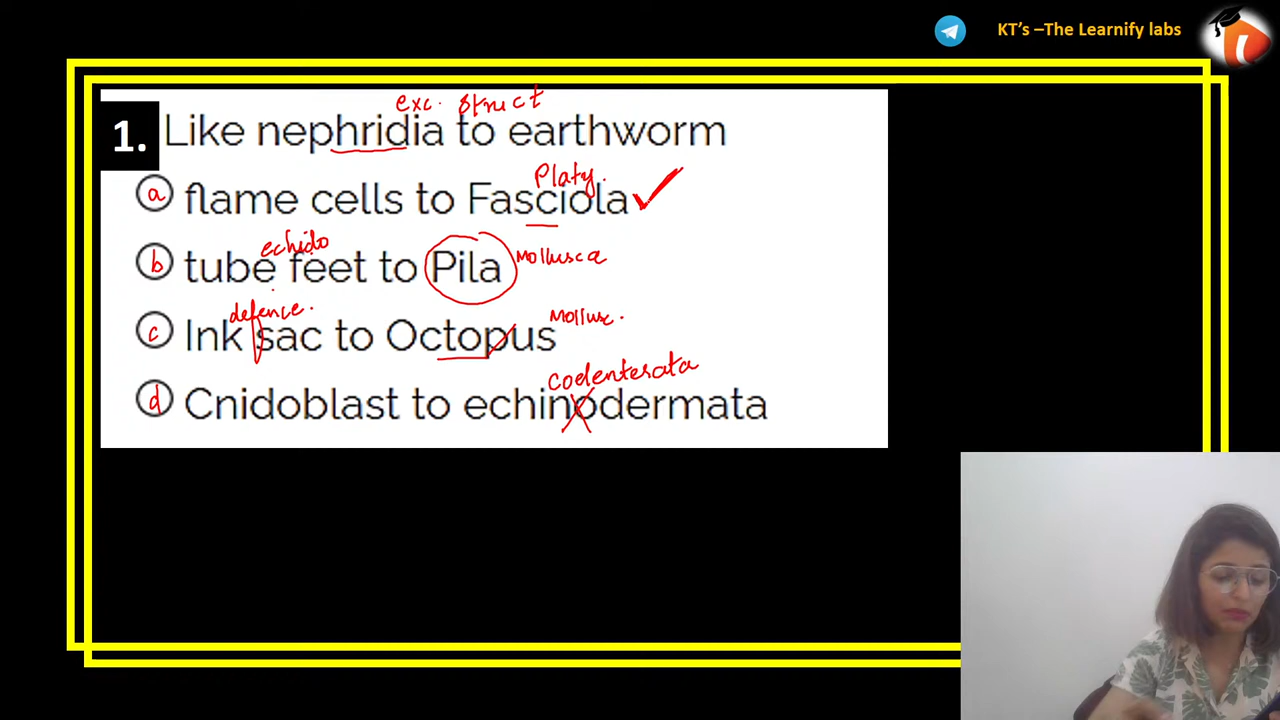 KT's –The Learnify labs
exc. struct
1. Like nephridia to earthworm
Platy.
a flame cells to Fasciola
echido
b tube feet to Pila Mollusca
defence.
c Ink sac to Octopus Mollusc.
codenterata
d Cnidoblast to echinodermata